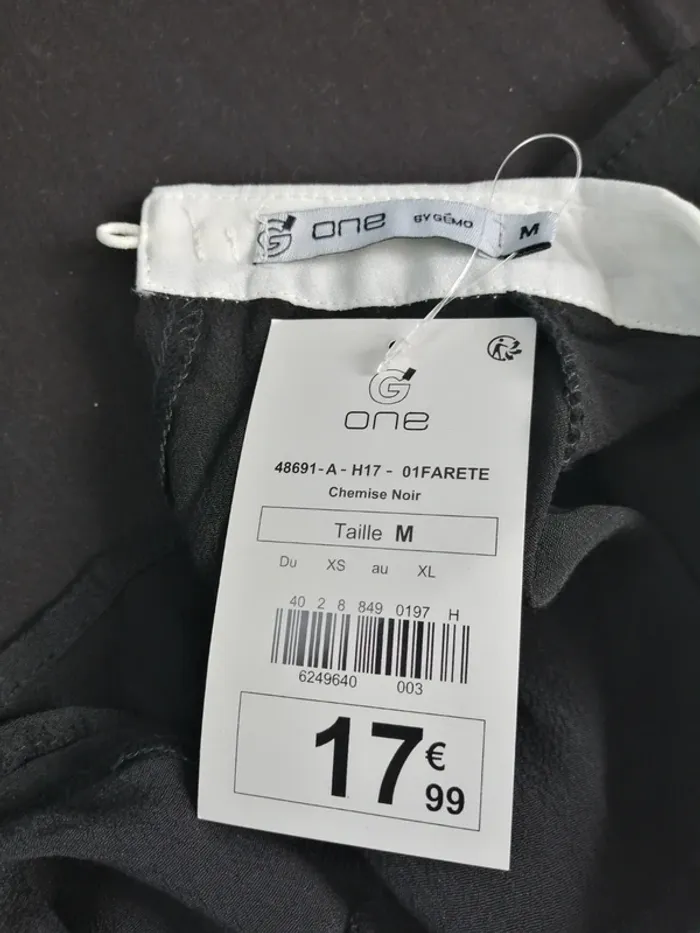 G one BY GÉMO M
G
one
48691-A - H17 - 01FARETE
Chemise Noir
Taille M
Du XS au XL
40 2 8 849 0197 H
6249640 003
17€99